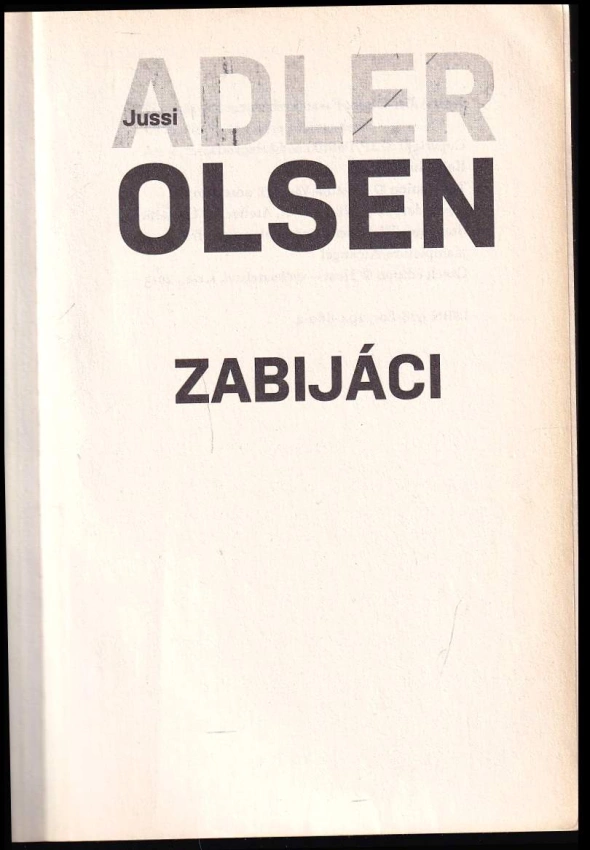 Jussi ADLER
OLSEN
ZABIJÁCI